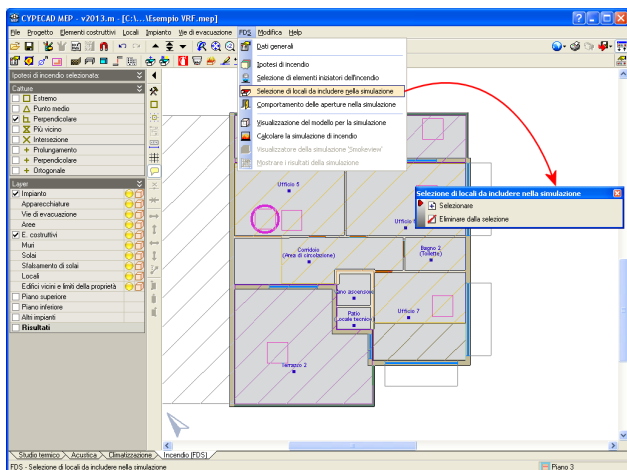 CYPECAD MEP - v2013.m - [C:\...\Esempio VRF.mep]
File Progetto Elementi costruttivi Locali Impianto Vie di evacuazione FDS Modifica Help
Ipotesi di incendio selezionata:
Catture
Estremo
Punto medio
Perpendicolare
Più vicino
Intersezione
Prolungamento
Perpendicolare
Ortogonale
Layer
Impianto
Apparecchiature
Vie di evacuazione
Aree
E. costruttivi
Muri
Solai
Sfalsamento di solai
Locali
Edifici vicini e limiti della proprietà
Piano superiore
Piano inferiore
Altri impianti
Risultati
Dati generali
Ipotesi di incendio
Selezione di elementi iniziatori dell'incendio
Selezione di locali da includere nella simulazione
Comportamento delle aperture nella simulazione
Visualizzazione del modello per la simulazione
Calcolare la simulazione di incendio
Visualizzatore della simulazione 'Smokeview'
Mostrare i risultati della simulazione
Selezione di locali da includere nella simulazione
Selezionare
Eliminare dalla selezione
Ufficio 5
Ufficio 6
Corridoio
(Area di circolazione)
Bagno 2
(Toilette)
Vano ascensore
Patio
(Locale tecnico)
Ufficio 7
Terrazzo 2
Studio termico Acustica Climatizzazione Incendio (FDS)
FDS - Selezione di locali da includere nella simulazione
Piano 3